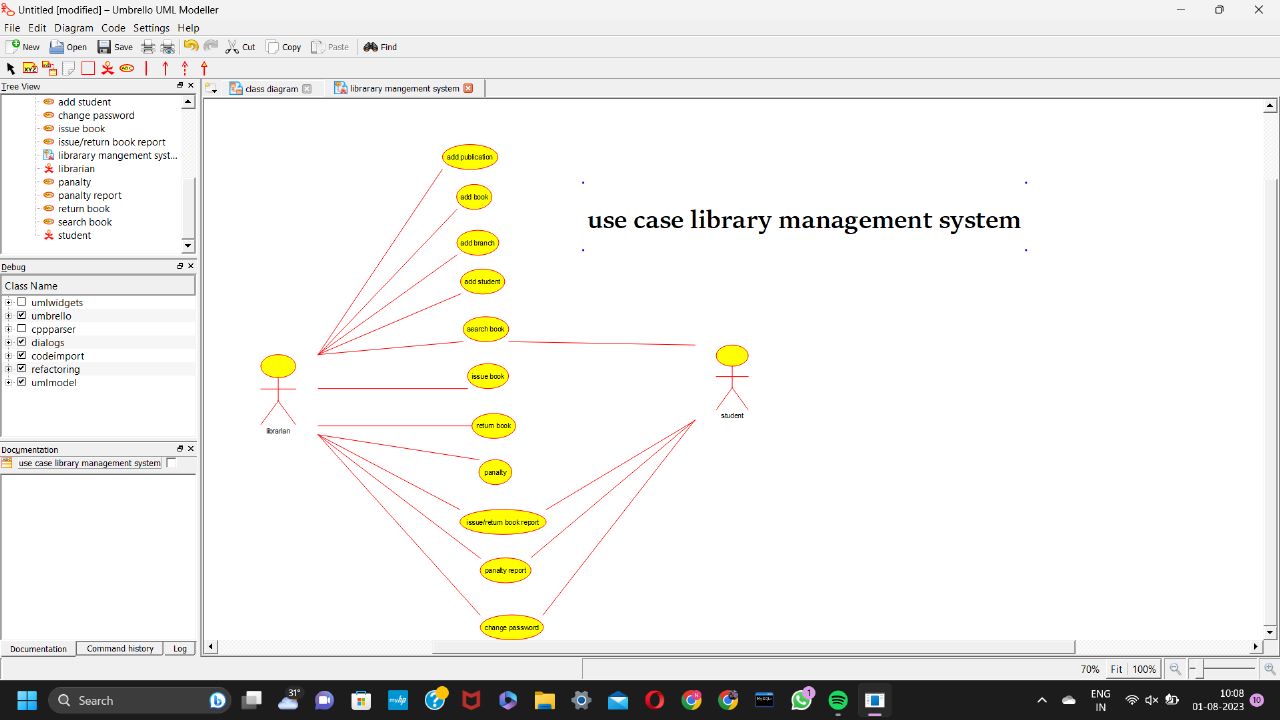 Untitled [modified] – Umbrello UML Modeller
File Edit Diagram Code Settings Help
New Open Save Cut Copy Paste Find
Tree View
class diagram
librarary mangement system
add student
change password
issue book
issue/return book report
librarary mangement syst...
librarian
panalty
panalty report
return book
search book
student
Debug
Class Name
umlwidgets
umbrello
cppparser
dialogs
codeimport
refactoring
umlmodel
Documentation
use case library management system
Documentation Command history Log
add publication
add book
use case library management system
add branch
add student
search book
issue book
student
return book
librarian
panalty
issue/return book report
panalty report
change password
70% Fit 100%
Search
31°
myhp
MySQL
1
ENG
IN
10:08
01-08-2023
10